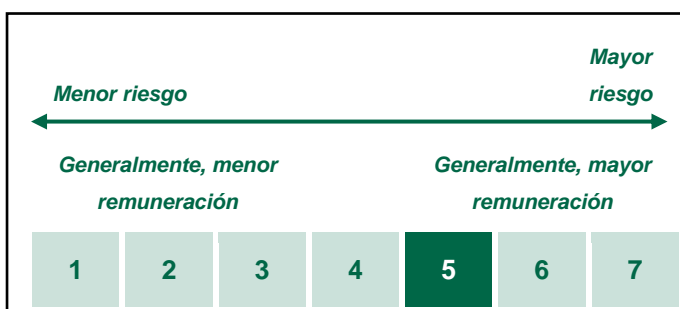 Mayor
Menor riesgo riesgo
Generalmente, menor Generalmente, mayor
remuneración remuneración
1 2 3 4 5 6 7